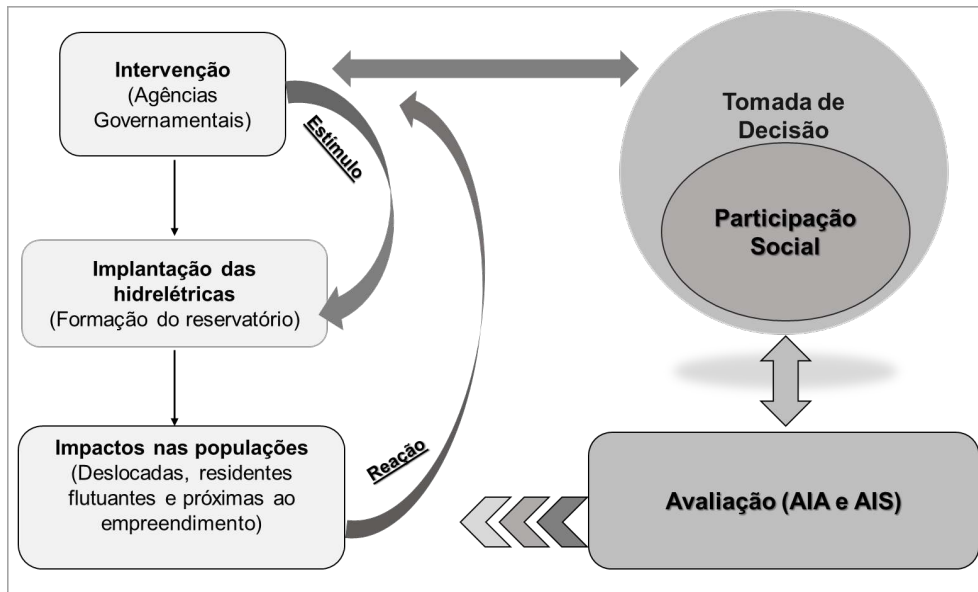 Intervenção
(Agências
Governamentais)
Estímulo
Implantação das
hidrelétricas
(Formação do reservatório)
Impactos nas populações
(Deslocadas, residentes
flutuantes e próximas ao
empreendimento)
Reação
Tomada de
Decisão
Participação
Social
Avaliação (AIA e AIS)